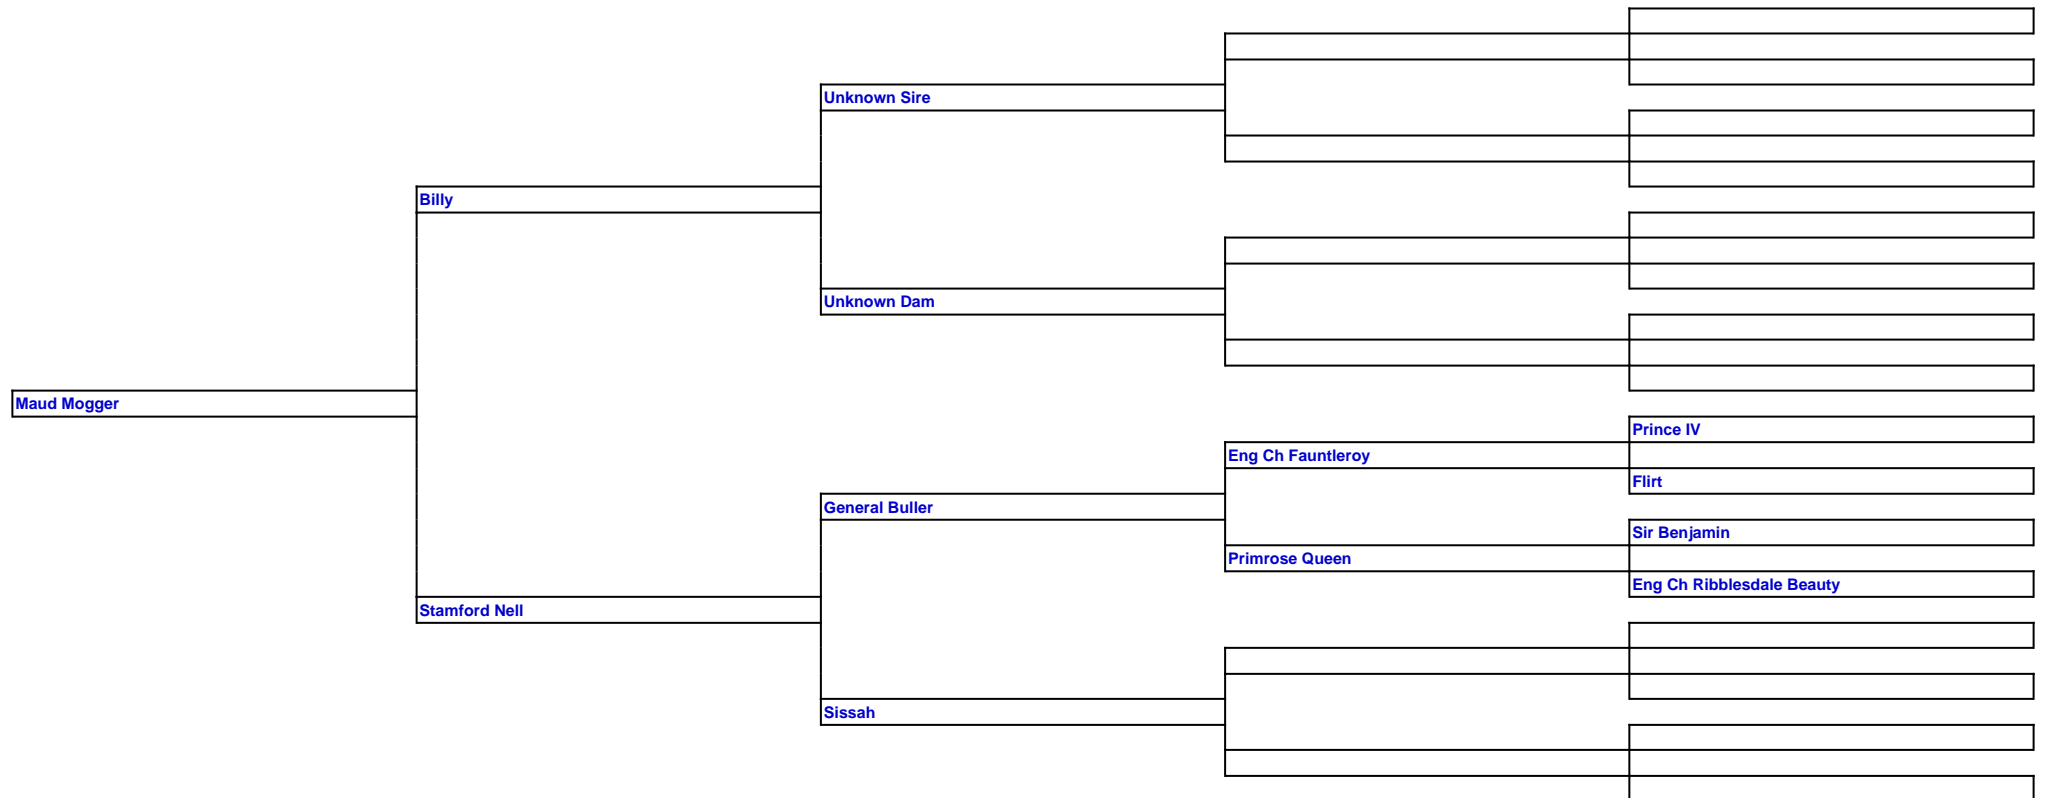 Unknown Sire
Billy
Unknown Dam
Maud Mogger
Prince IV
Eng Ch Fauntleroy
Flirt
General Buller
Sir Benjamin
Primrose Queen
Eng Ch Ribblesdale Beauty
Stamford Nell
Sissah